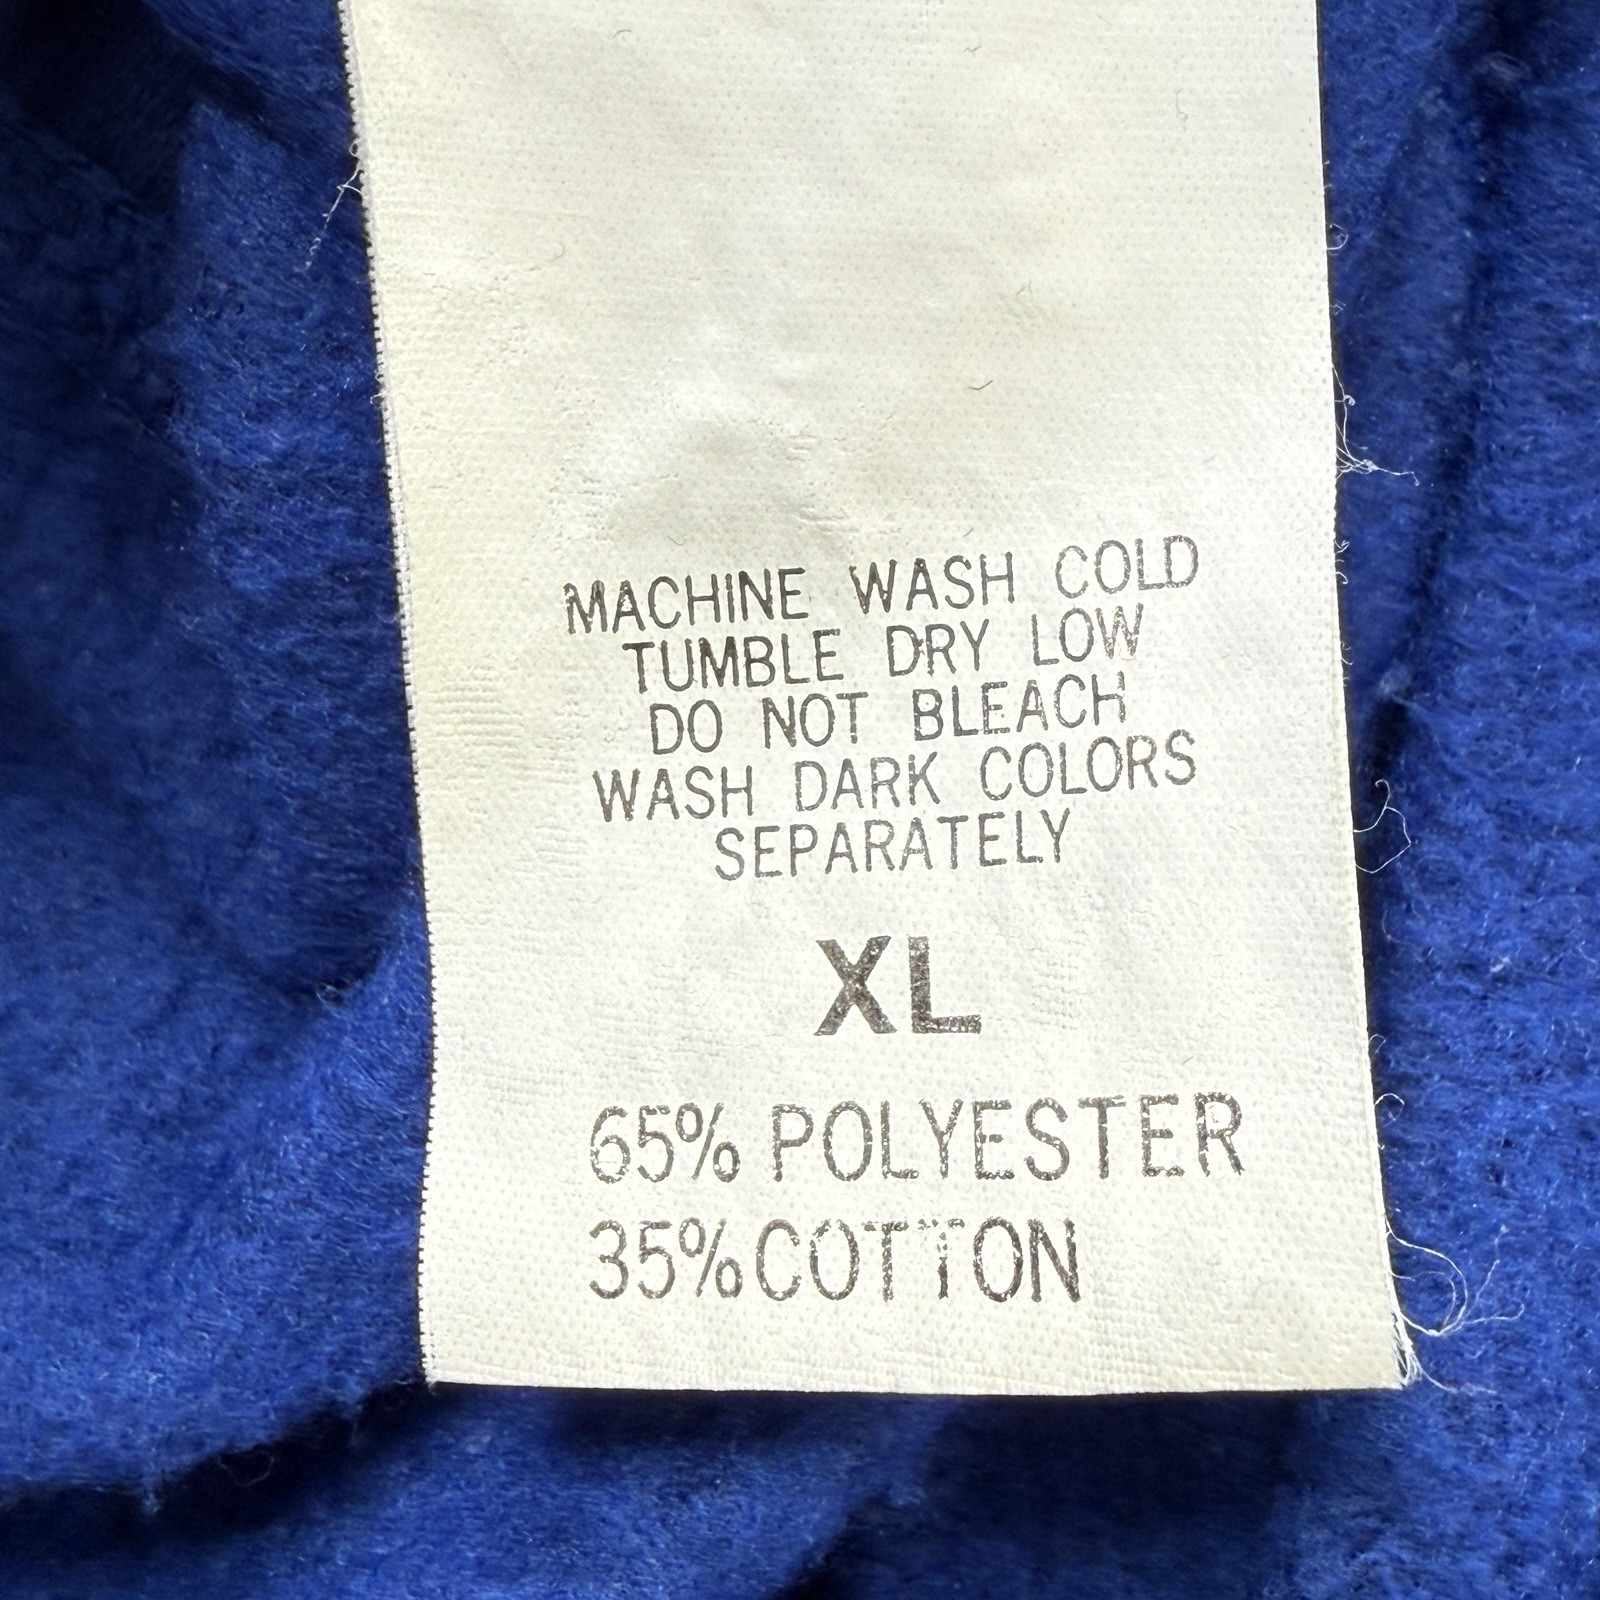 MACHINE WASH COLD
TUMBLE DRY LOW
DO NOT BLEACH
WASH DARK COLORS
SEPARATELY
XL
65% POLYESTER
35% COTTON